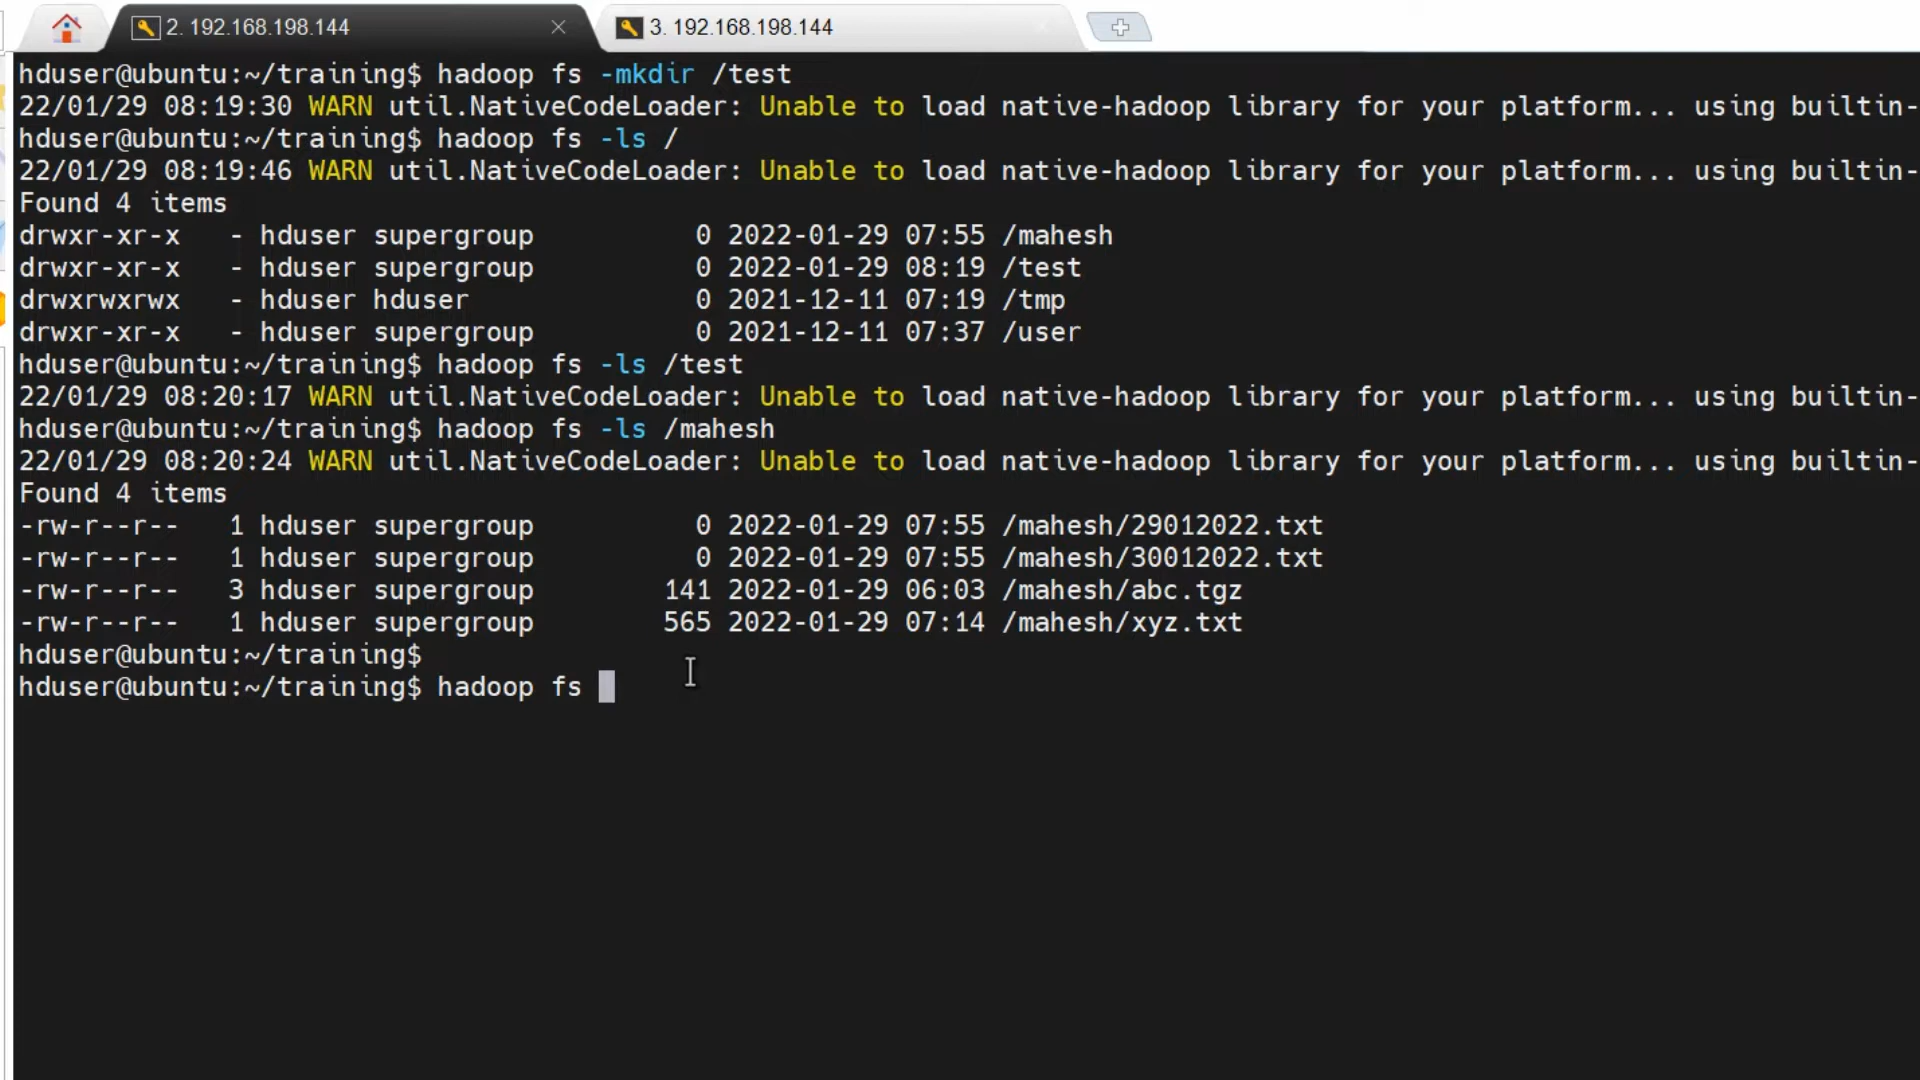 2. 192.168.198.144
3. 192.168.198.144
hduser@ubuntu:~/training$ hadoop fs -mkdir /test
22/01/29 08:19:30 WARN util.NativeCodeLoader: Unable to load native-hadoop library for your platform... using builtin-
hduser@ubuntu:~/training$ hadoop fs -ls /
22/01/29 08:19:46 WARN util.NativeCodeLoader: Unable to load native-hadoop library for your platform... using builtin-
Found 4 items
drwxr-xr-x   - hduser supergroup          0 2022-01-29 07:55 /mahesh
drwxr-xr-x   - hduser supergroup          0 2022-01-29 08:19 /test
drwxrwxrwx   - hduser hduser              0 2021-12-11 07:19 /tmp
drwxr-xr-x   - hduser supergroup          0 2021-12-11 07:37 /user
hduser@ubuntu:~/training$ hadoop fs -ls /test
22/01/29 08:20:17 WARN util.NativeCodeLoader: Unable to load native-hadoop library for your platform... using builtin-
hduser@ubuntu:~/training$ hadoop fs -ls /mahesh
22/01/29 08:20:24 WARN util.NativeCodeLoader: Unable to load native-hadoop library for your platform... using builtin-
Found 4 items
-rw-r--r--   1 hduser supergroup          0 2022-01-29 07:55 /mahesh/29012022.txt
-rw-r--r--   1 hduser supergroup          0 2022-01-29 07:55 /mahesh/30012022.txt
-rw-r--r--   3 hduser supergroup        141 2022-01-29 06:03 /mahesh/abc.tgz
-rw-r--r--   1 hduser supergroup        565 2022-01-29 07:14 /mahesh/xyz.txt
hduser@ubuntu:~/training$
hduser@ubuntu:~/training$ hadoop fs